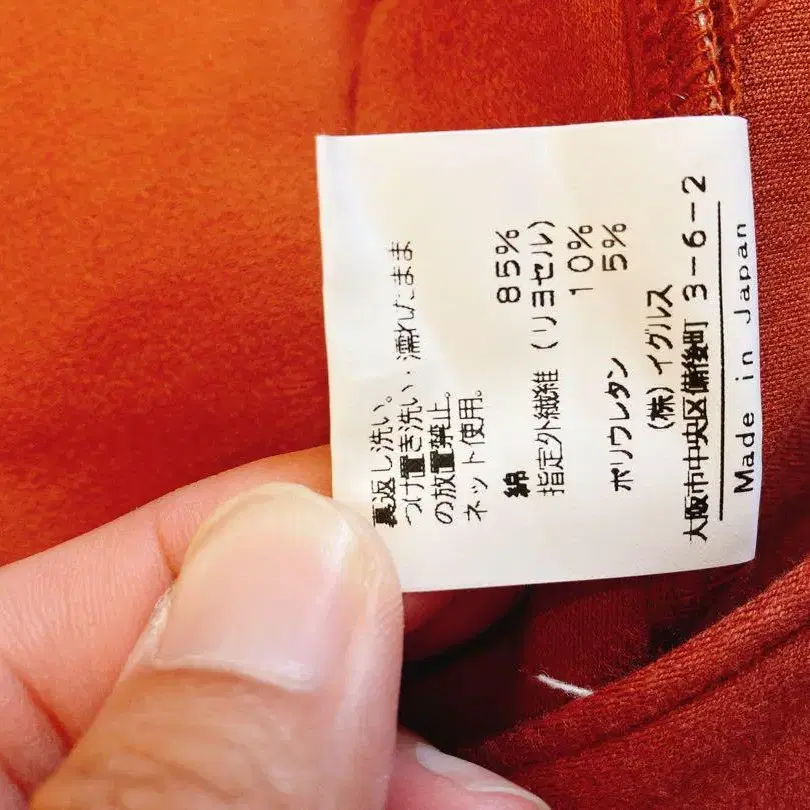 裏返し洗い。
つけ置き洗い・濡れたまま
の放置禁止。
ネット使用。
綿 85%
指定外繊維(リヨセル)
10%
ポリウレタン 5%
(株)イグルス
大阪市中央区備後町3-6-2
Made in Japan